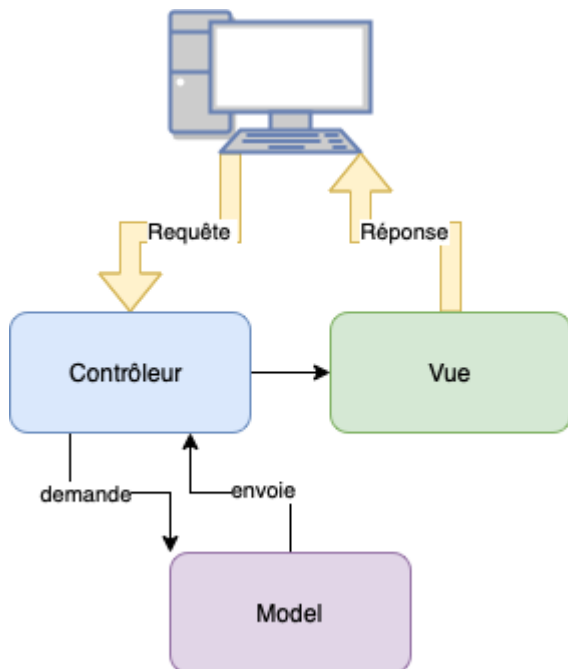 Requête
Réponse
Contrôleur
Vue
demande
envoie
Model